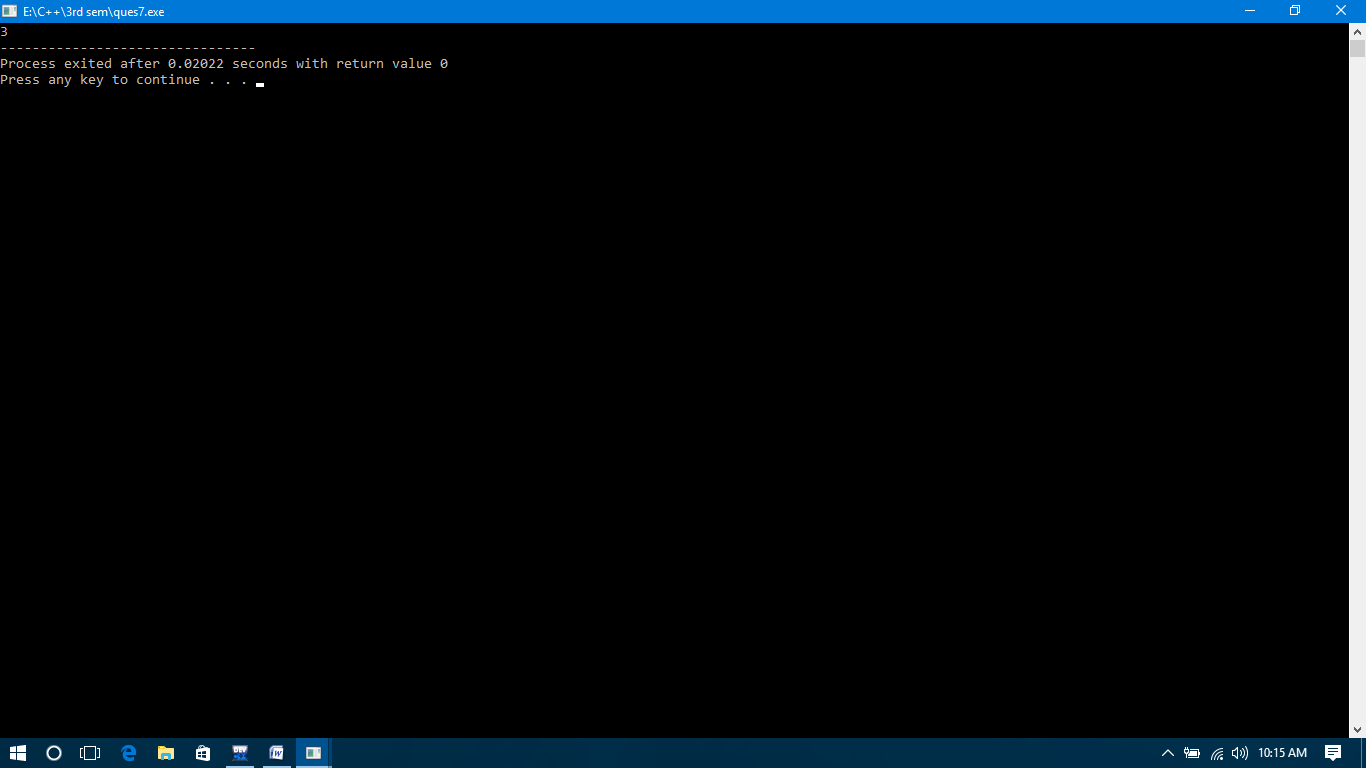 E:\C++\3rd sem\ques7.exe
3
--------------------------------
Process exited after 0.02022 seconds with return value 0
Press any key to continue . . .
10:15 AM